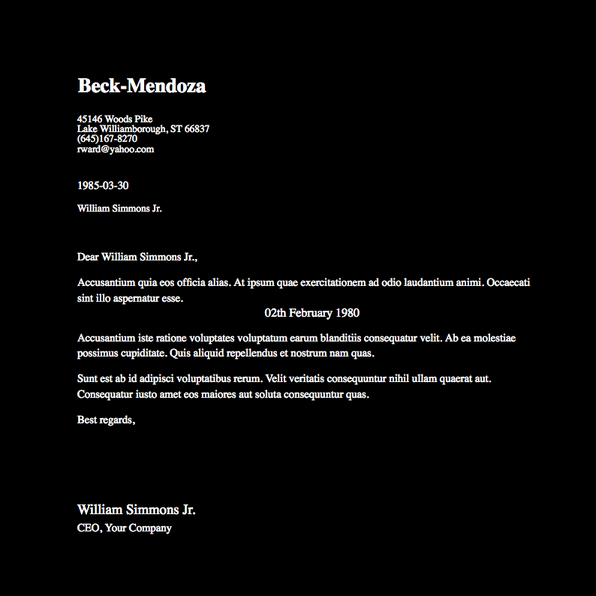 Beck-Mendoza
45146 Woods Pike
Lake Williamborough, ST 66837
(645)167-8270
rward@yahoo.com
1985-03-30
William Simmons Jr.
Dear William Simmons Jr.,
Accusantium quia eos officia alias. At ipsum quae exercitationem ad odio laudantium animi. Occaecati
sint illo aspernatur esse.
02th February 1980
Accusantium iste ratione voluptates voluptatum earum blanditiis consequatur velit. Ab ea molestiae
possimus cupiditate. Quis aliquid repellendus et nostrum nam quas.
Sunt est ab id adipisci voluptatibus rerum. Velit veritatis consequuntur nihil ullam quaerat aut.
Consequatur iusto amet eos maiores aut soluta consequuntur quas.
Best regards,
William Simmons Jr.
CEO, Your Company